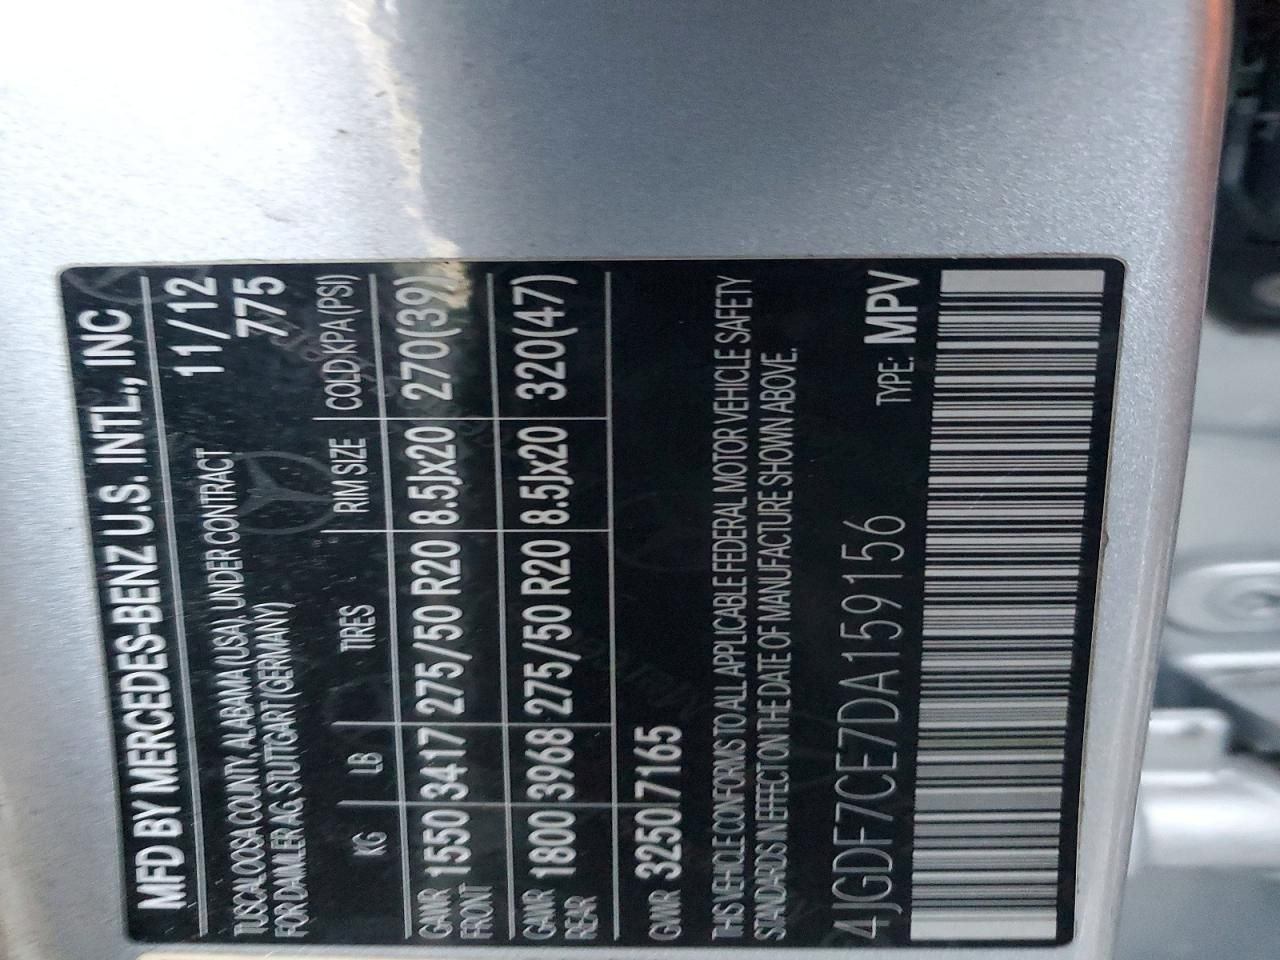 MFD BY MERCEDES-BENZ U.S. INTL., INC
11/12
TUSCALOOSA COUNTY, ALABAMA (USA), UNDER CONTRACT 775
FOR DAIMLER AG, STUTTGART (GERMANY)
KG LB TIRES RIM SIZE COLD KPA (PSI)
GAWR FRONT 1550 3417 275/50 R20 8.5Jx20 270(39)
GAWR REAR 1800 3968 275/50 R20 8.5Jx20 320(47)
GWR 3250 7165
THIS VEHICLE CONFORMS TO ALL APPLICABLE FEDERAL MOTOR VEHICLE SAFETY
STANDARDS IN EFFECT ON THE DATE OF MANUFACTURE SHOWN ABOVE.
4JGDF7CE7DA159156 TYPE: MPV